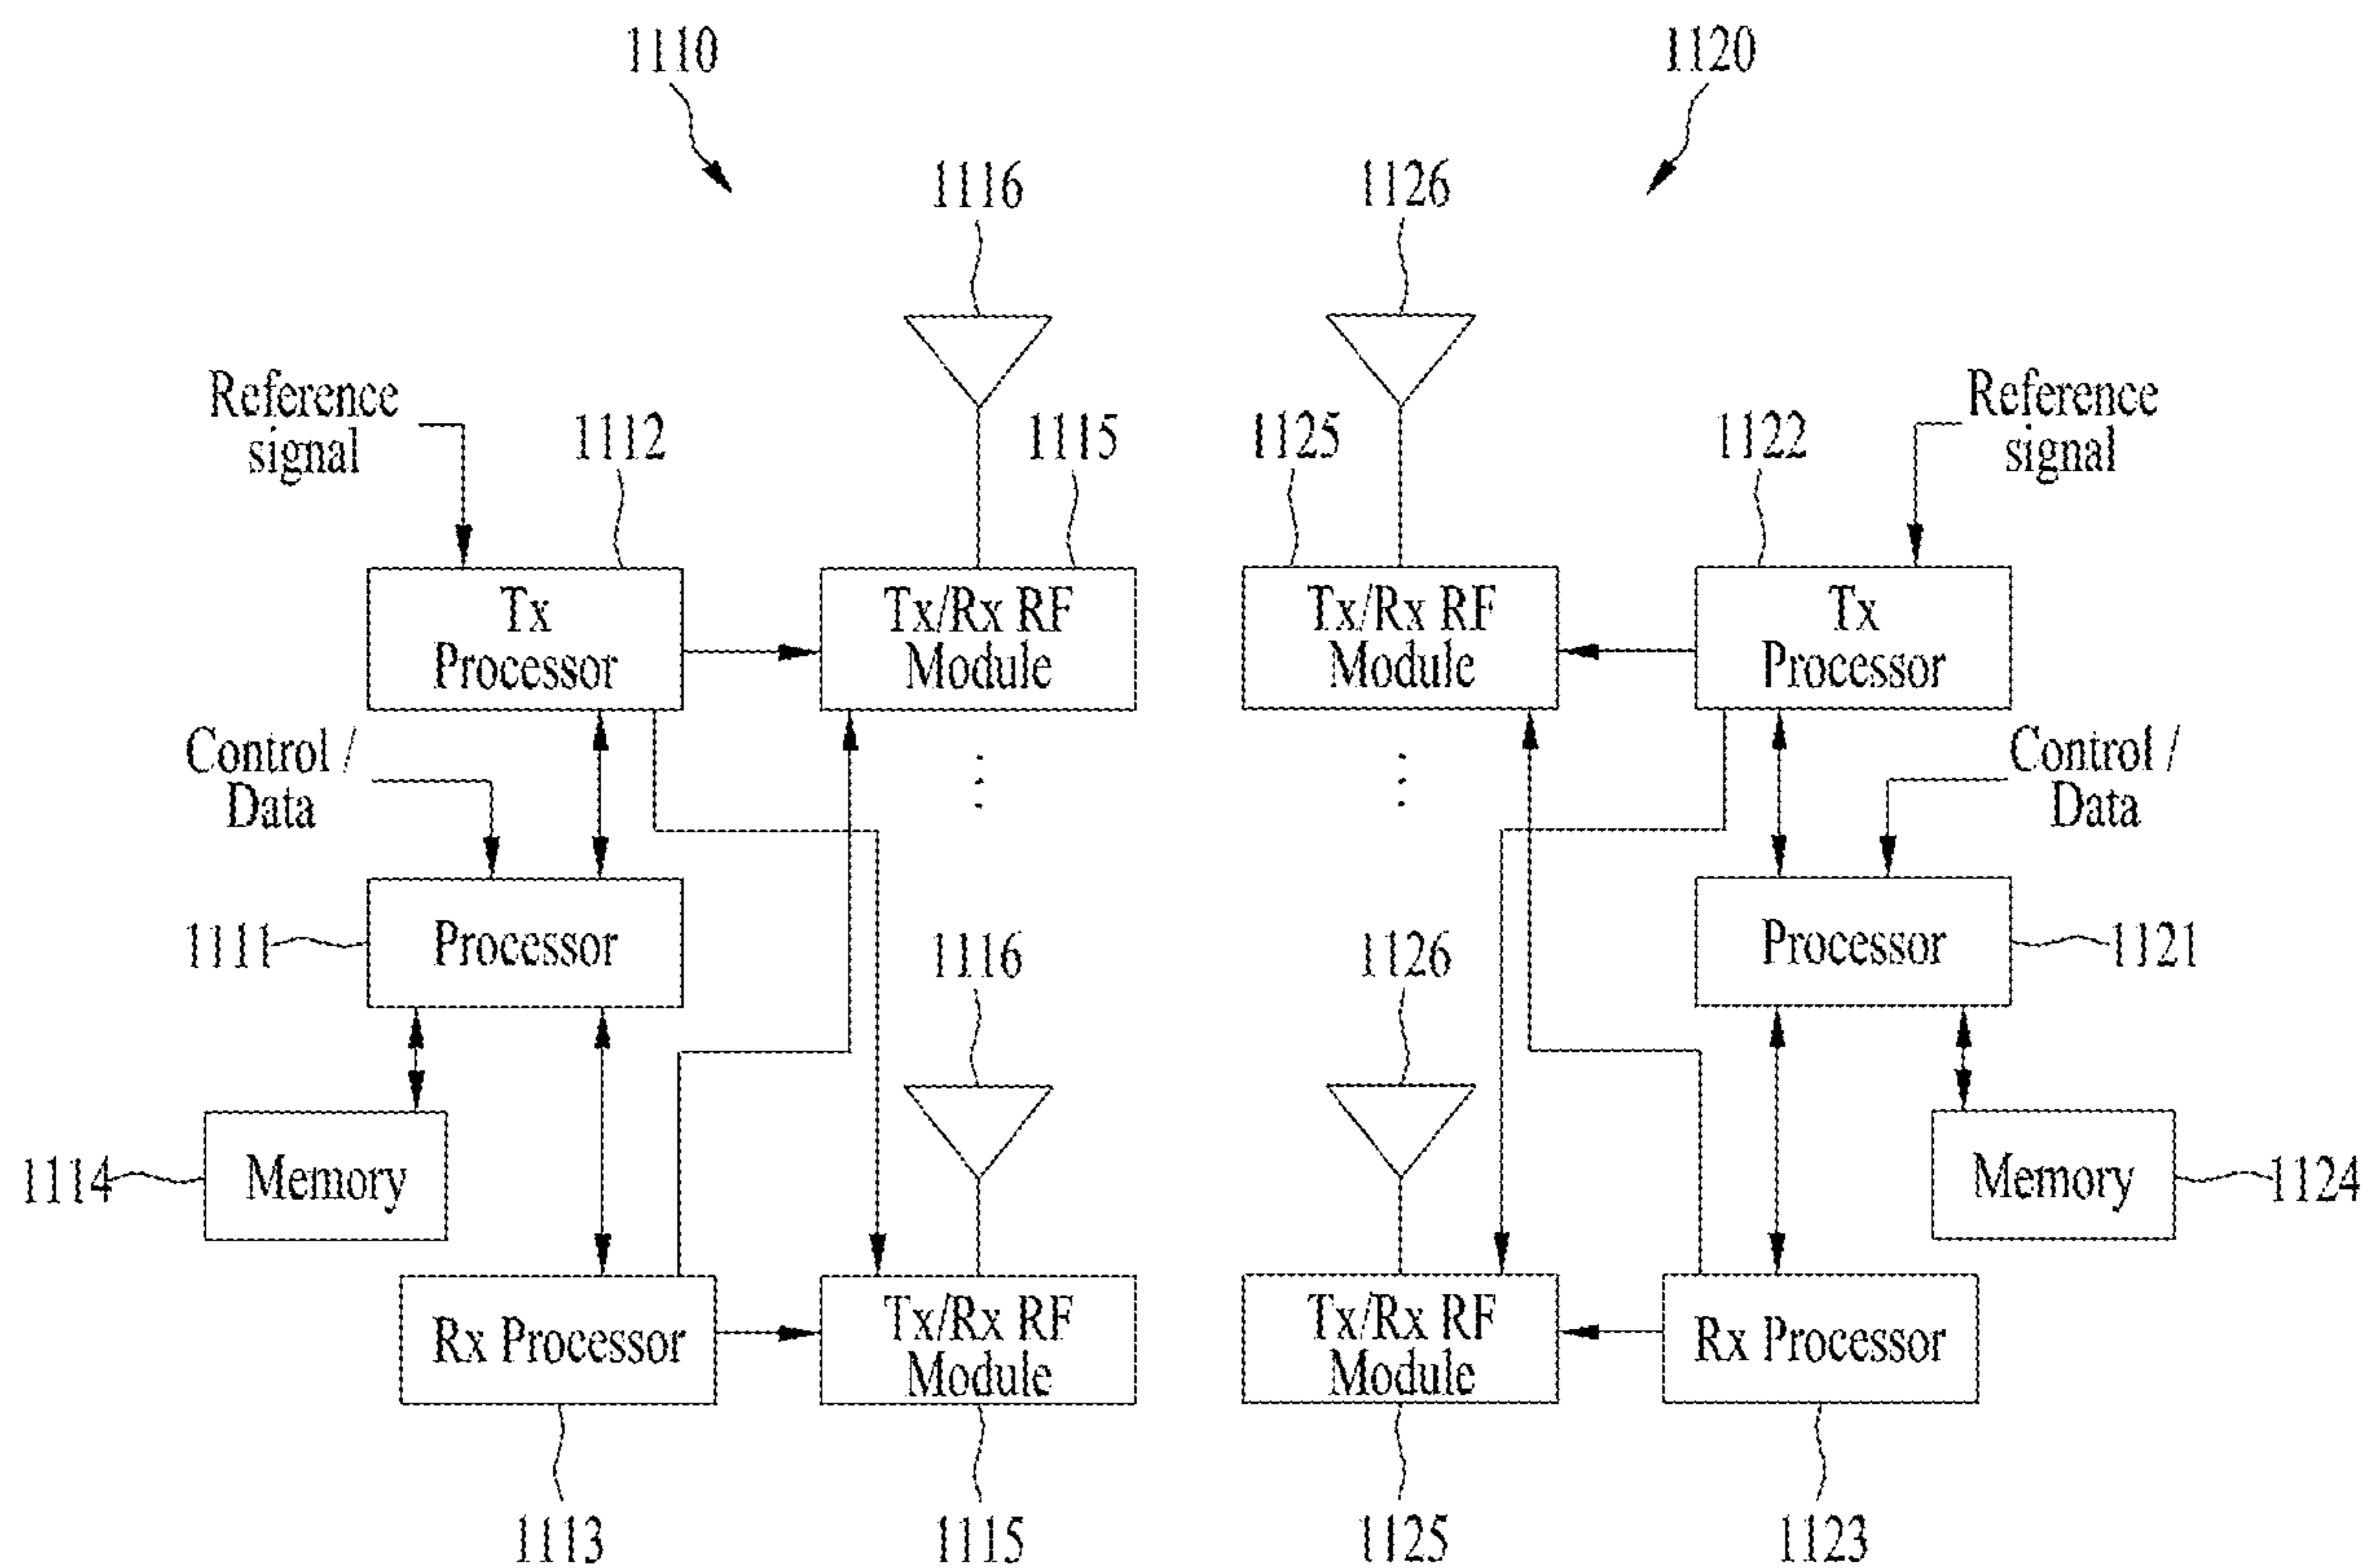 1110
1120
1116
1126
Reference
signal
1112
1115
1125
1122
Reference
signal
Tx
Processor
Tx/Rx RF
Module
Tx/Rx RF
Module
Tx
Processor
Control /
Data
Control /
Data
1111
Processor
1116
1126
Processor
1121
1114
Memory
Memory
1124
Rx Processor
Tx/Rx RF
Module
Tx/Rx RF
Module
Rx Processor
1113
1115
1125
1123